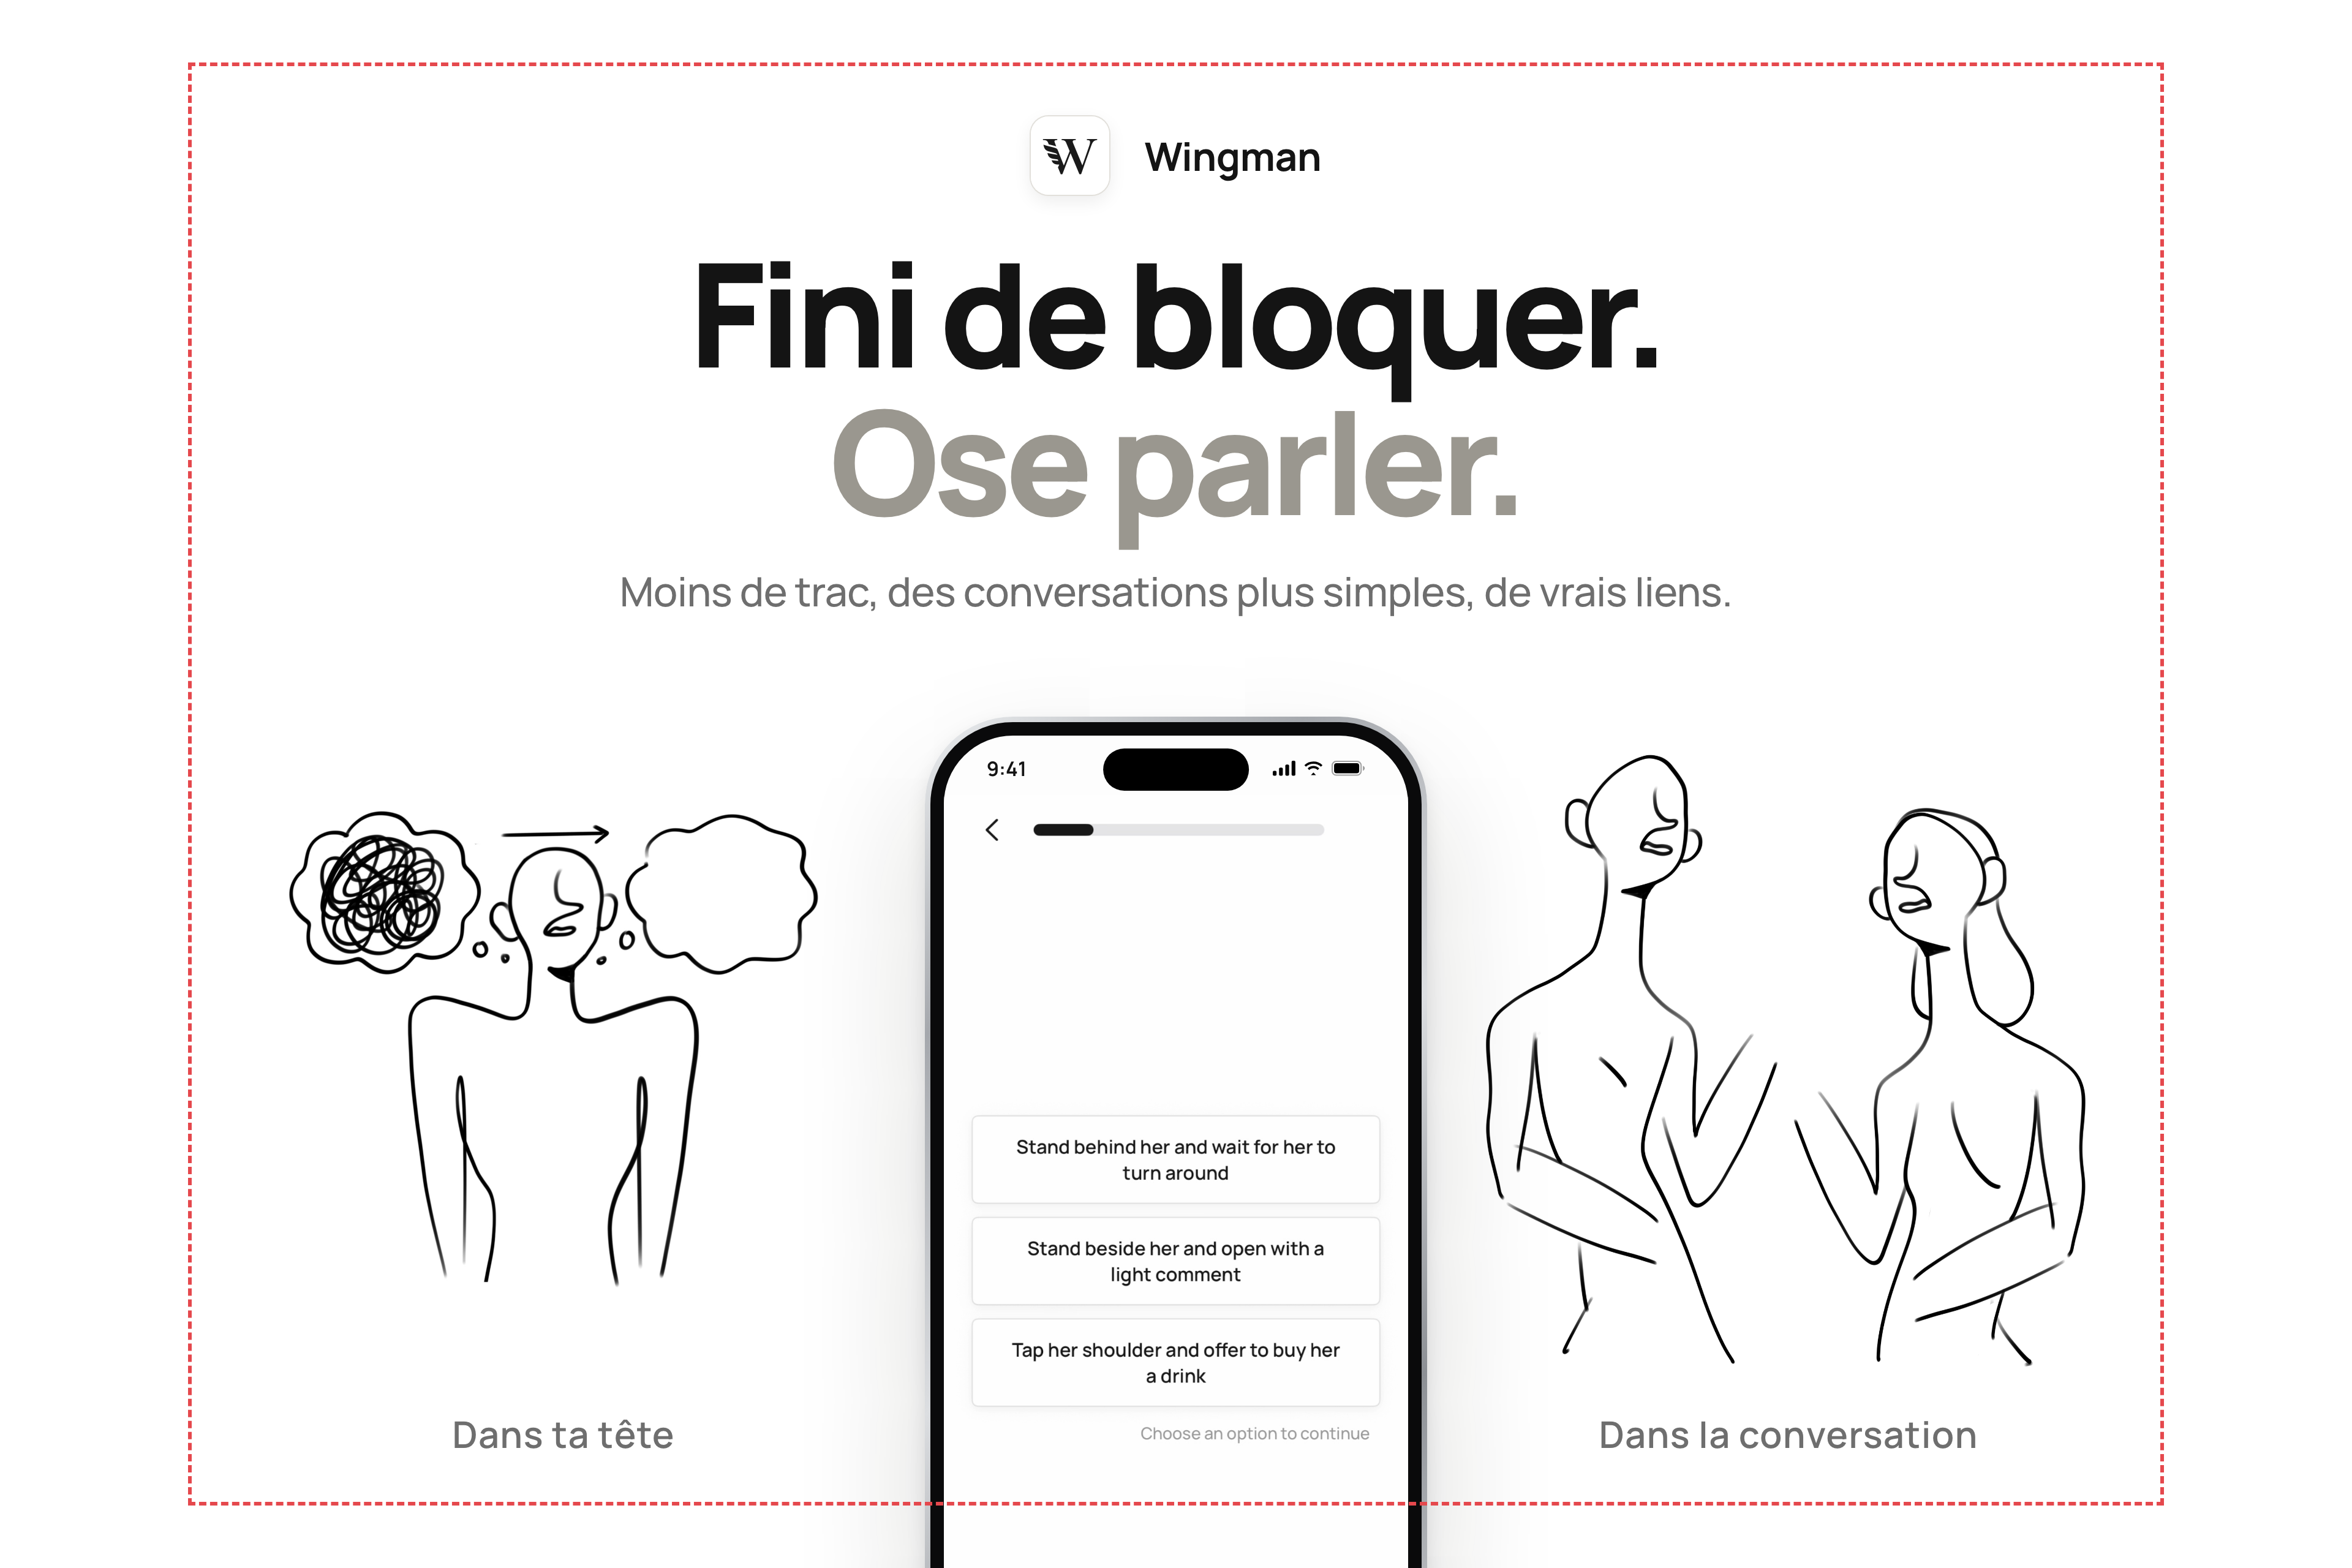 W
Wingman
Fini de bloquer.
Ose parler.
Moins de trac, des conversations plus simples, de vrais liens.
9:41
Stand behind her and wait for her to
turn around
Stand beside her and open with a
light comment
Tap her shoulder and offer to buy her
a drink
Choose an option to continue
Dans ta tête
Dans la conversation